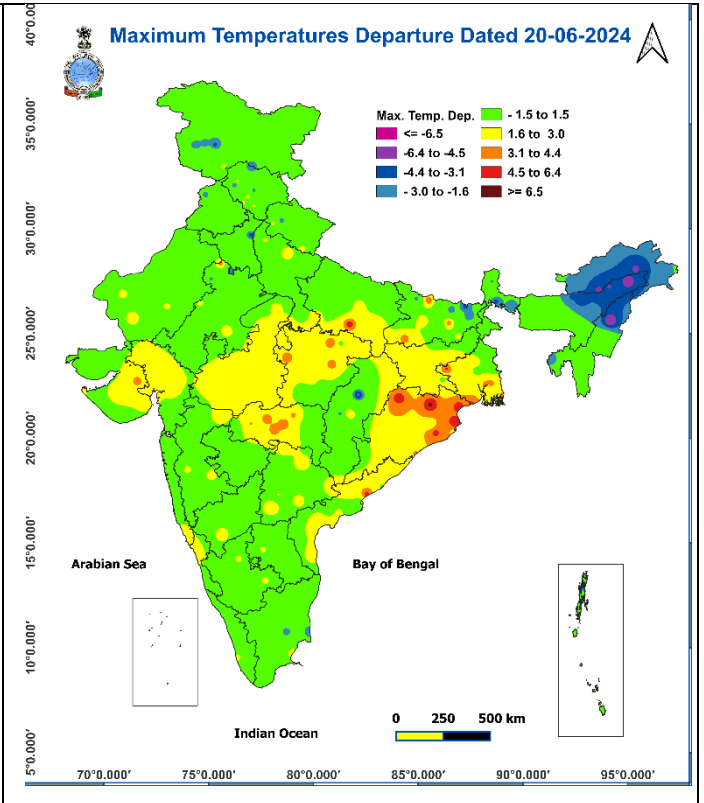 Maximum Temperatures Departure Dated 20-06-2024
Max. Temp. Dep.
<= -6.5
-6.4 to -4.5
-4.4 to -3.1
- 3.0 to -1.6
- 1.5 to 1.5
1.6 to 3.0
3.1 to 4.4
4.5 to 6.4
>= 6.5
40°0.00
35°0.000'
30°0.000'
25°0.000'
20°0.000'
15°0.000'
10°0.000'
5°0.000'
Arabian Sea
Bay of Bengal
Indian Ocean
0 250 500 km
70°0.000'
75°0.000'
80°0.000'
85°0.000'
90°0.000'
95°0.000'